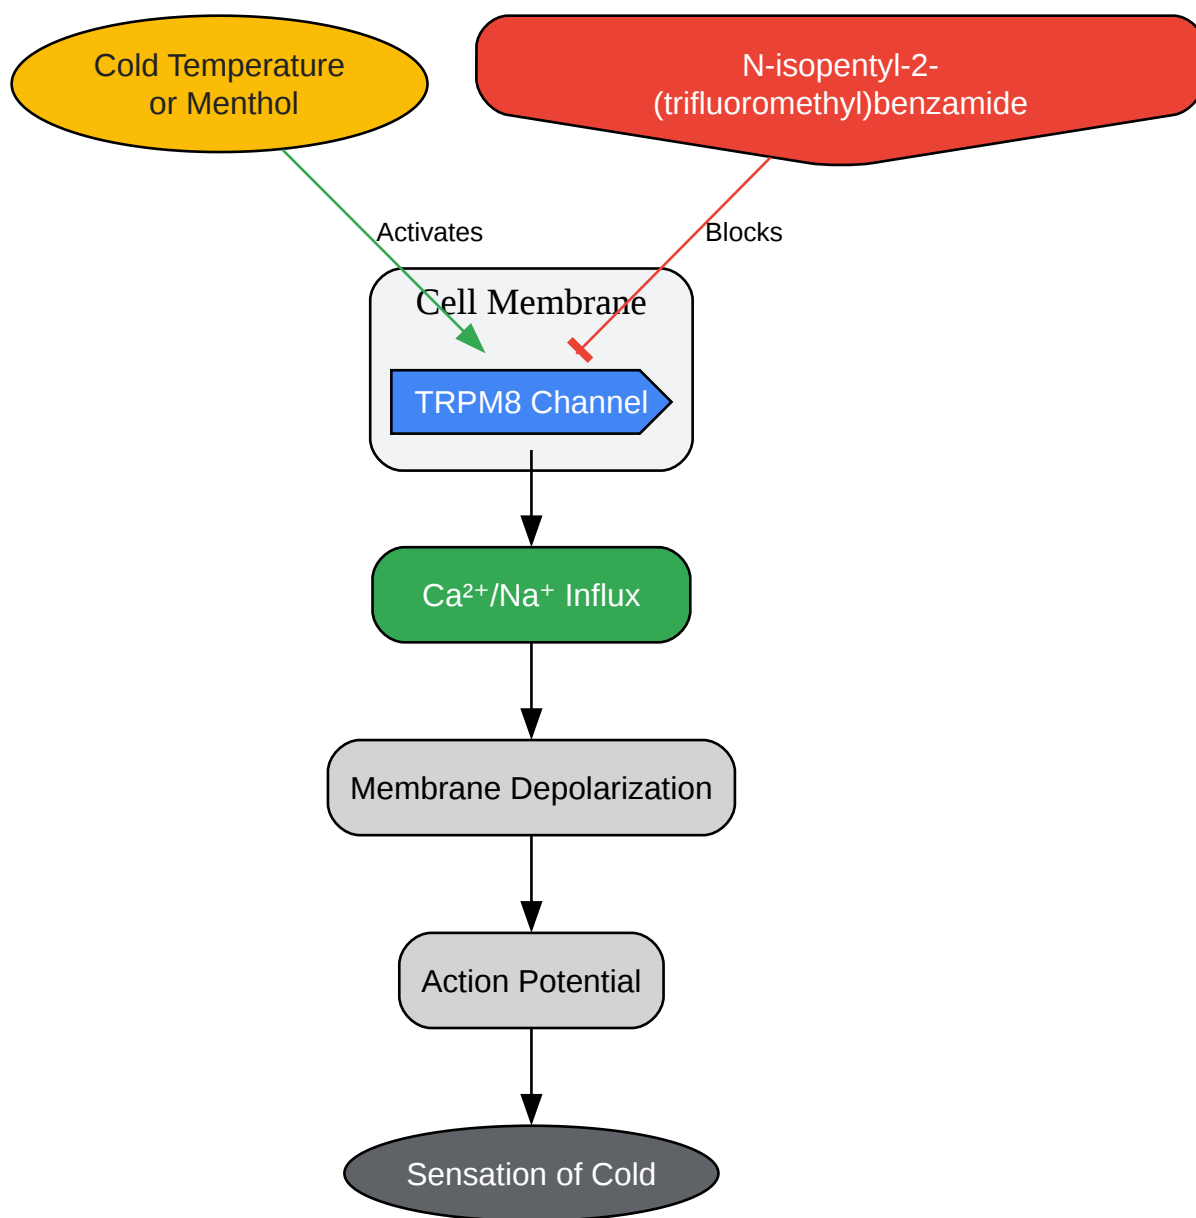 Cold Temperature
or Menthol
N-isopentyl-2-
(trifluoromethyl)benzamide
Activates
Blocks
Cell Membrane
TRPM8 Channel
Ca²⁺/Na⁺ Influx
Membrane Depolarization
Action Potential
Sensation of Cold